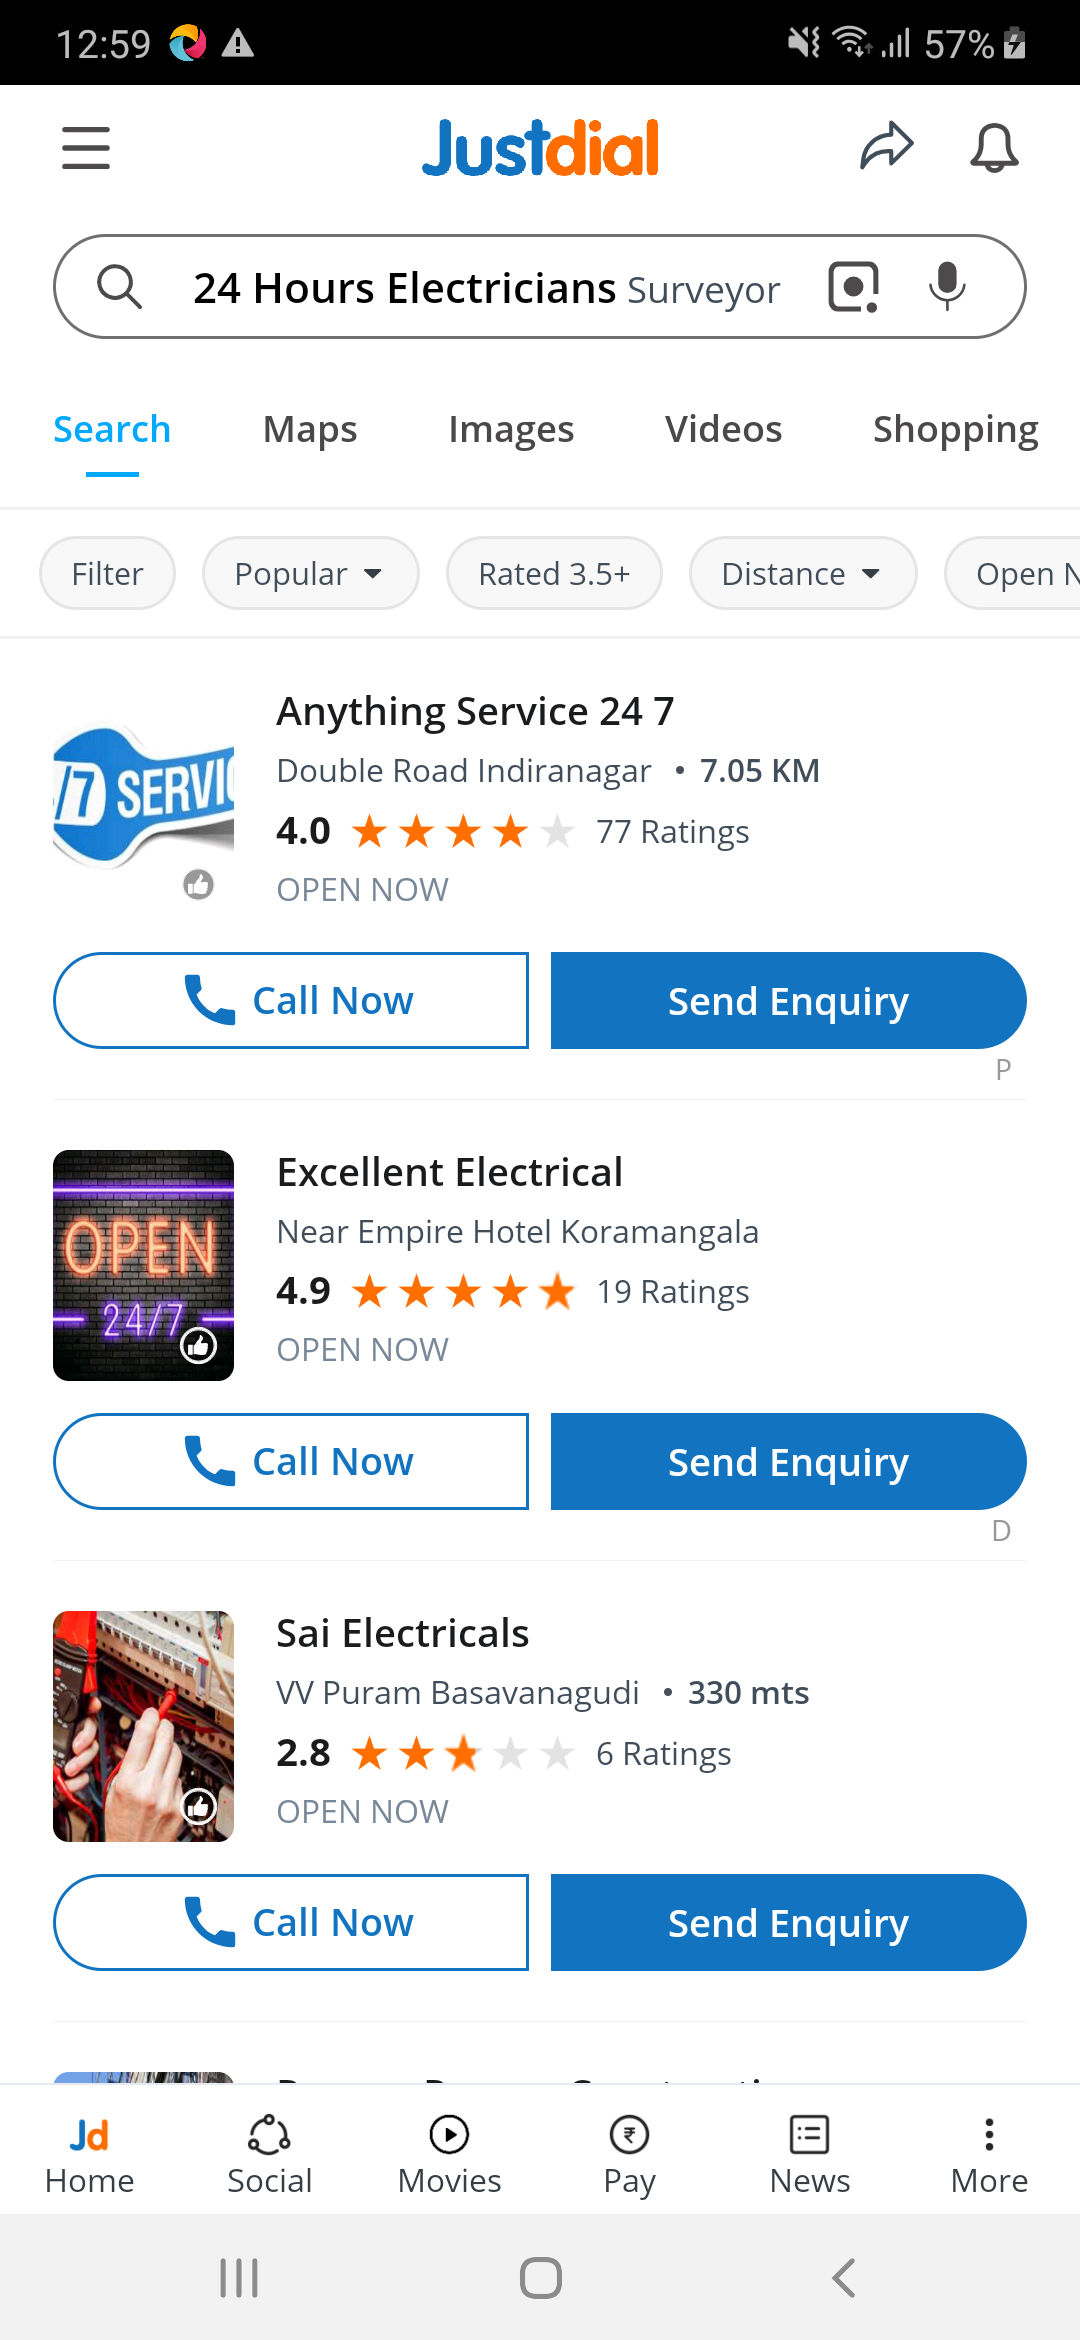 12:59
57%
Justdial
24 Hours Electricians Surveyor
Search Maps Images Videos Shopping
Filter Popular Rated 3.5+ Distance Open N
Anything Service 24 7
Double Road Indiranagar • 7.05 KM
/7 SERVIC
4.0 77 Ratings
OPEN NOW
Call Now Send Enquiry
P
Excellent Electrical
Near Empire Hotel Koramangala
OPEN
24/7
4.9 19 Ratings
OPEN NOW
Call Now Send Enquiry
D
Sai Electricals
VV Puram Basavanagudi • 330 mts
2.8 6 Ratings
OPEN NOW
Call Now Send Enquiry
Jd
Home Social Movies Pay News More